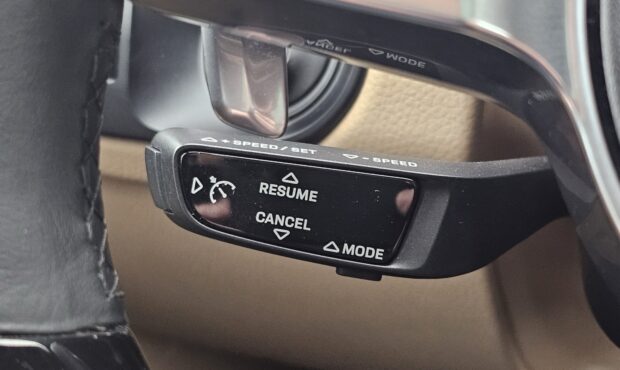 MODE
+ SPEED / SET - SPEED
RESUME
CANCEL
MODE